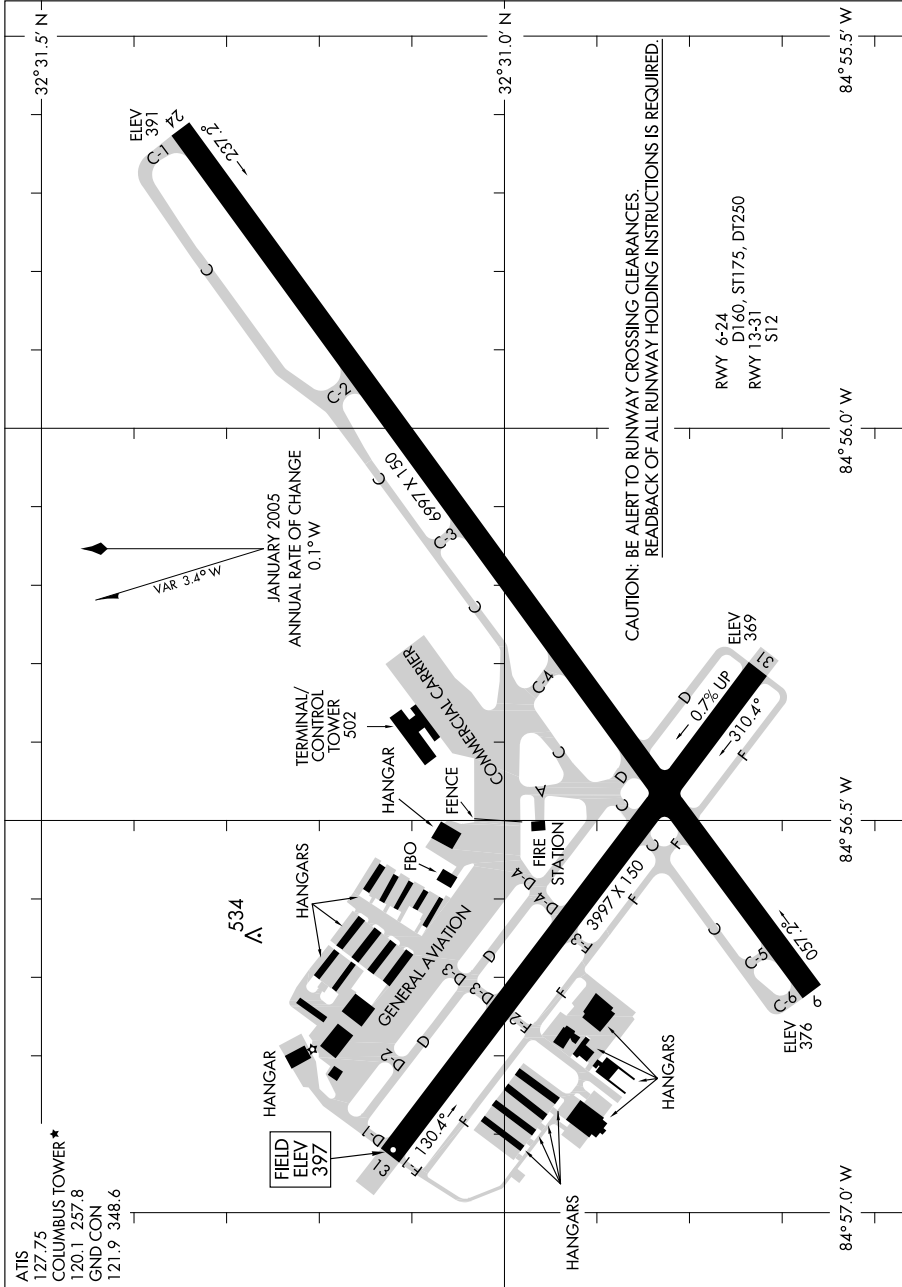 ATIS
127.75
COLUMBUS TOWER★
120.1 257.8
GND CON
121.9 348.6
32°31.5' N
32°31.0' N
84°55.5' W
84°56.0' W
84°56.5' W
84°57.0' W
VAR 3.4° W
JANUARY 2005
ANNUAL RATE OF CHANGE
0.1° W
ELEV
391
24
237.2°
C-1
C
C-2
C
6997 X 150
C-3
C
C-4
C
TERMINAL/
CONTROL
TOWER
502
COMMERCIAL CARRIER
HANGAR
FENCE
FBO
HANGARS
534
GENERAL AVIATION
HANGAR
FIELD
ELEV
397
13
D-1
F-1
130.4°
F
D-2
D
D-3
D-3
D
D-4
D-4
A
FIRE
STATION
3997 X 150
F-2
F
F-3
F
C
F
C
D
D
0.7% UP
310.4°
F
ELEV
369
31
C
C-5
C-6
057.2°
6
ELEV
376
HANGARS
HANGARS
CAUTION: BE ALERT TO RUNWAY CROSSING CLEARANCES.
READBACK OF ALL RUNWAY HOLDING INSTRUCTIONS IS REQUIRED.
RWY 6-24
D160, ST175, DT250
RWY 13-31
S12